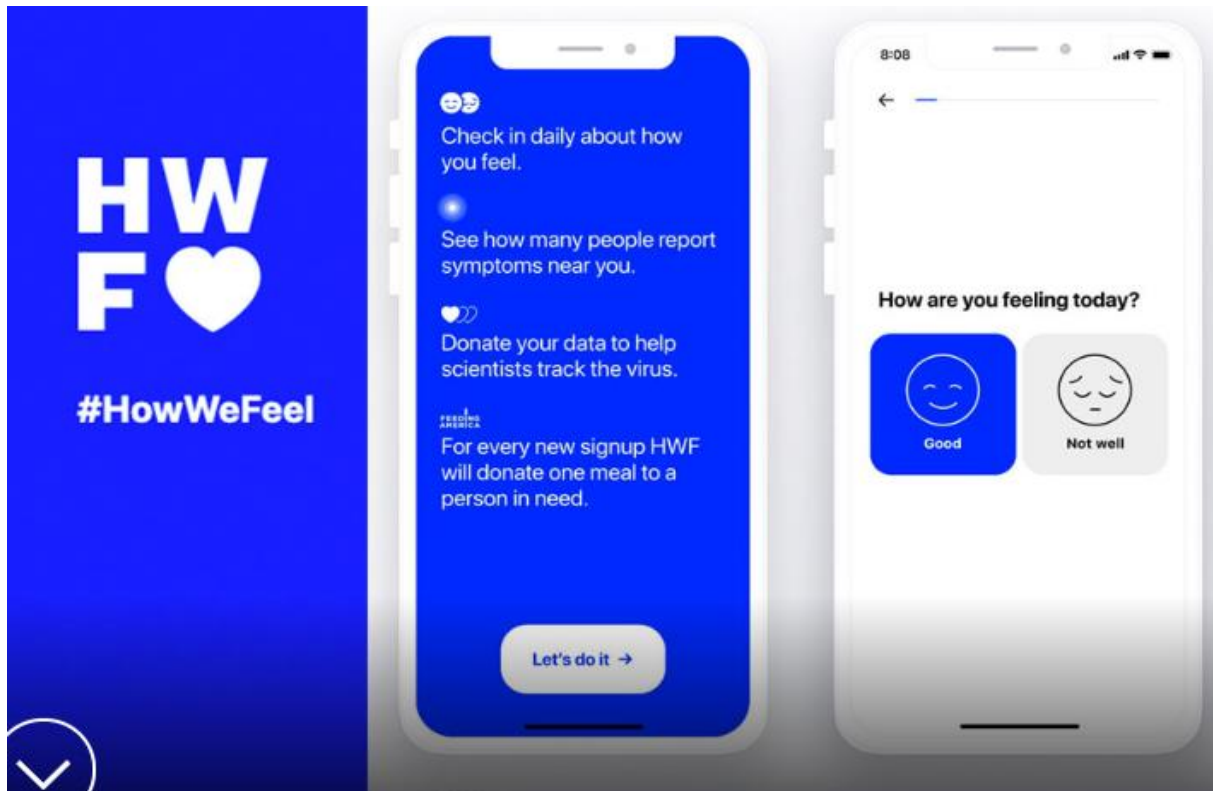 HW
F
#HowWeFeel
Check in daily about how
you feel.
See how many people report
symptoms near you.
Donate your data to help
scientists track the virus.
FEEDING
AMERICA
For every new signup HWF
will donate one meal to a
person in need.
Let's do it →
8:08
How are you feeling today?
Good
Not well